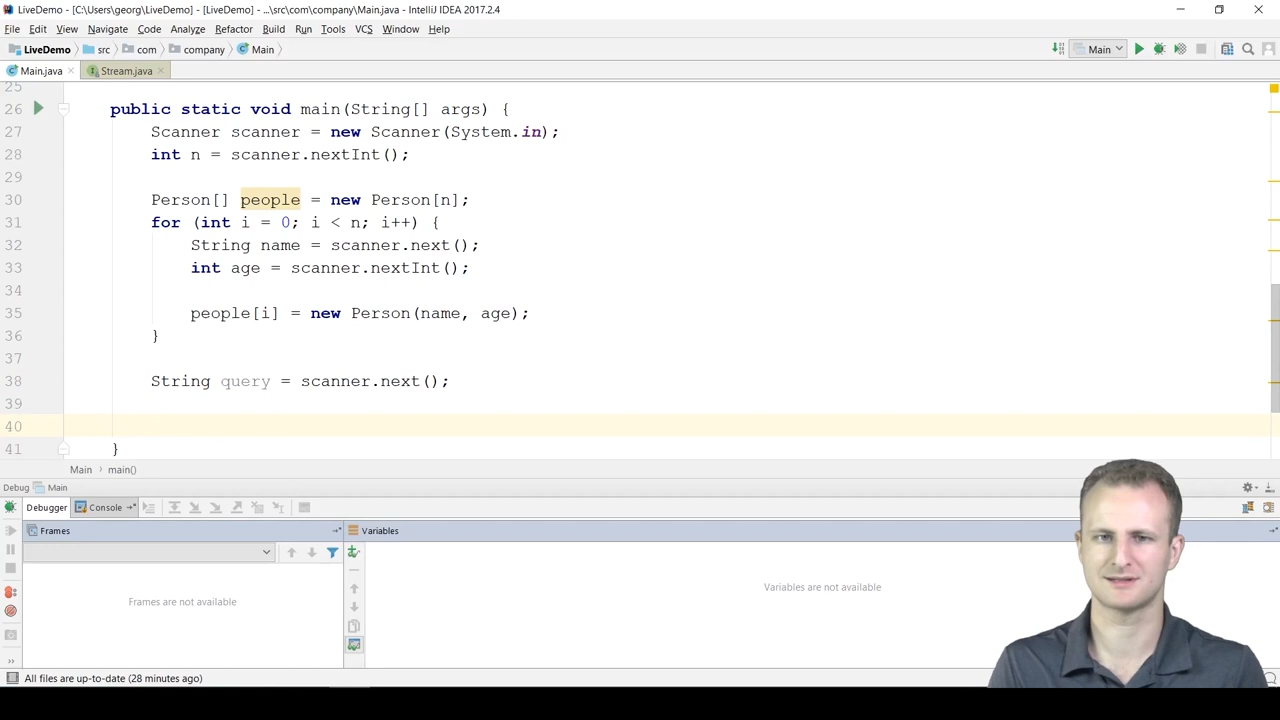 LiveDemo - [C:\Users\georg\LiveDemo] - [LiveDemo] - ...\src\com\company\Main.java - IntelliJ IDEA 2017.2.4
File Edit View Navigate Code Analyze Refactor Build Run Tools VCS Window Help
LiveDemo src com company Main
Main
Main.java Stream.java
25
26 public static void main(String[] args) {
27 Scanner scanner = new Scanner(System.in);
28 int n = scanner.nextInt();
29
30 Person[] people = new Person[n];
31 for (int i = 0; i < n; i++) {
32 String name = scanner.next();
33 int age = scanner.nextInt();
34
35 people[i] = new Person(name, age);
36 }
37
38 String query = scanner.next();
39
40
41 }
Main › main()
Debug Main
Debugger Console
Frames Variables
Frames are not available
Variables are not available
All files are up-to-date (28 minutes ago)